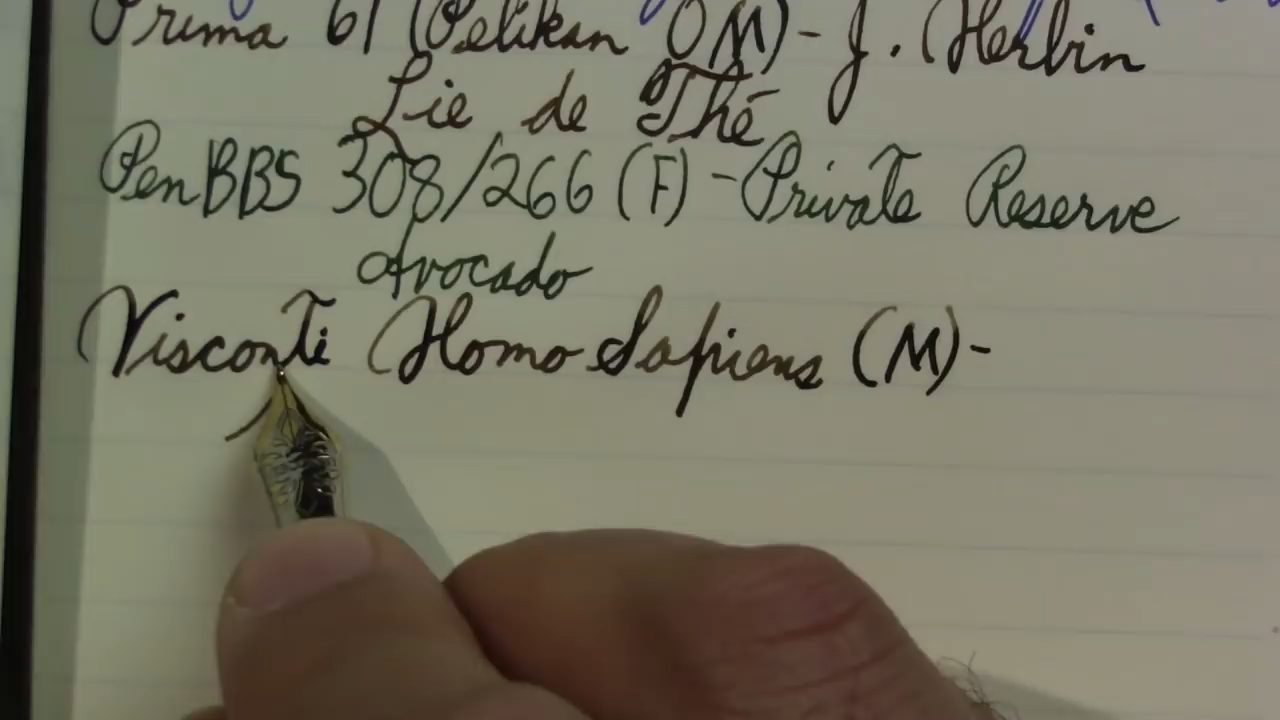 Prima 61 (Pelikan OM) - J. Herbin
Lie de Thé
PenBBS 308/266 (F) - Private Reserve
Avocado
Visconti Homo Sapiens (M) -